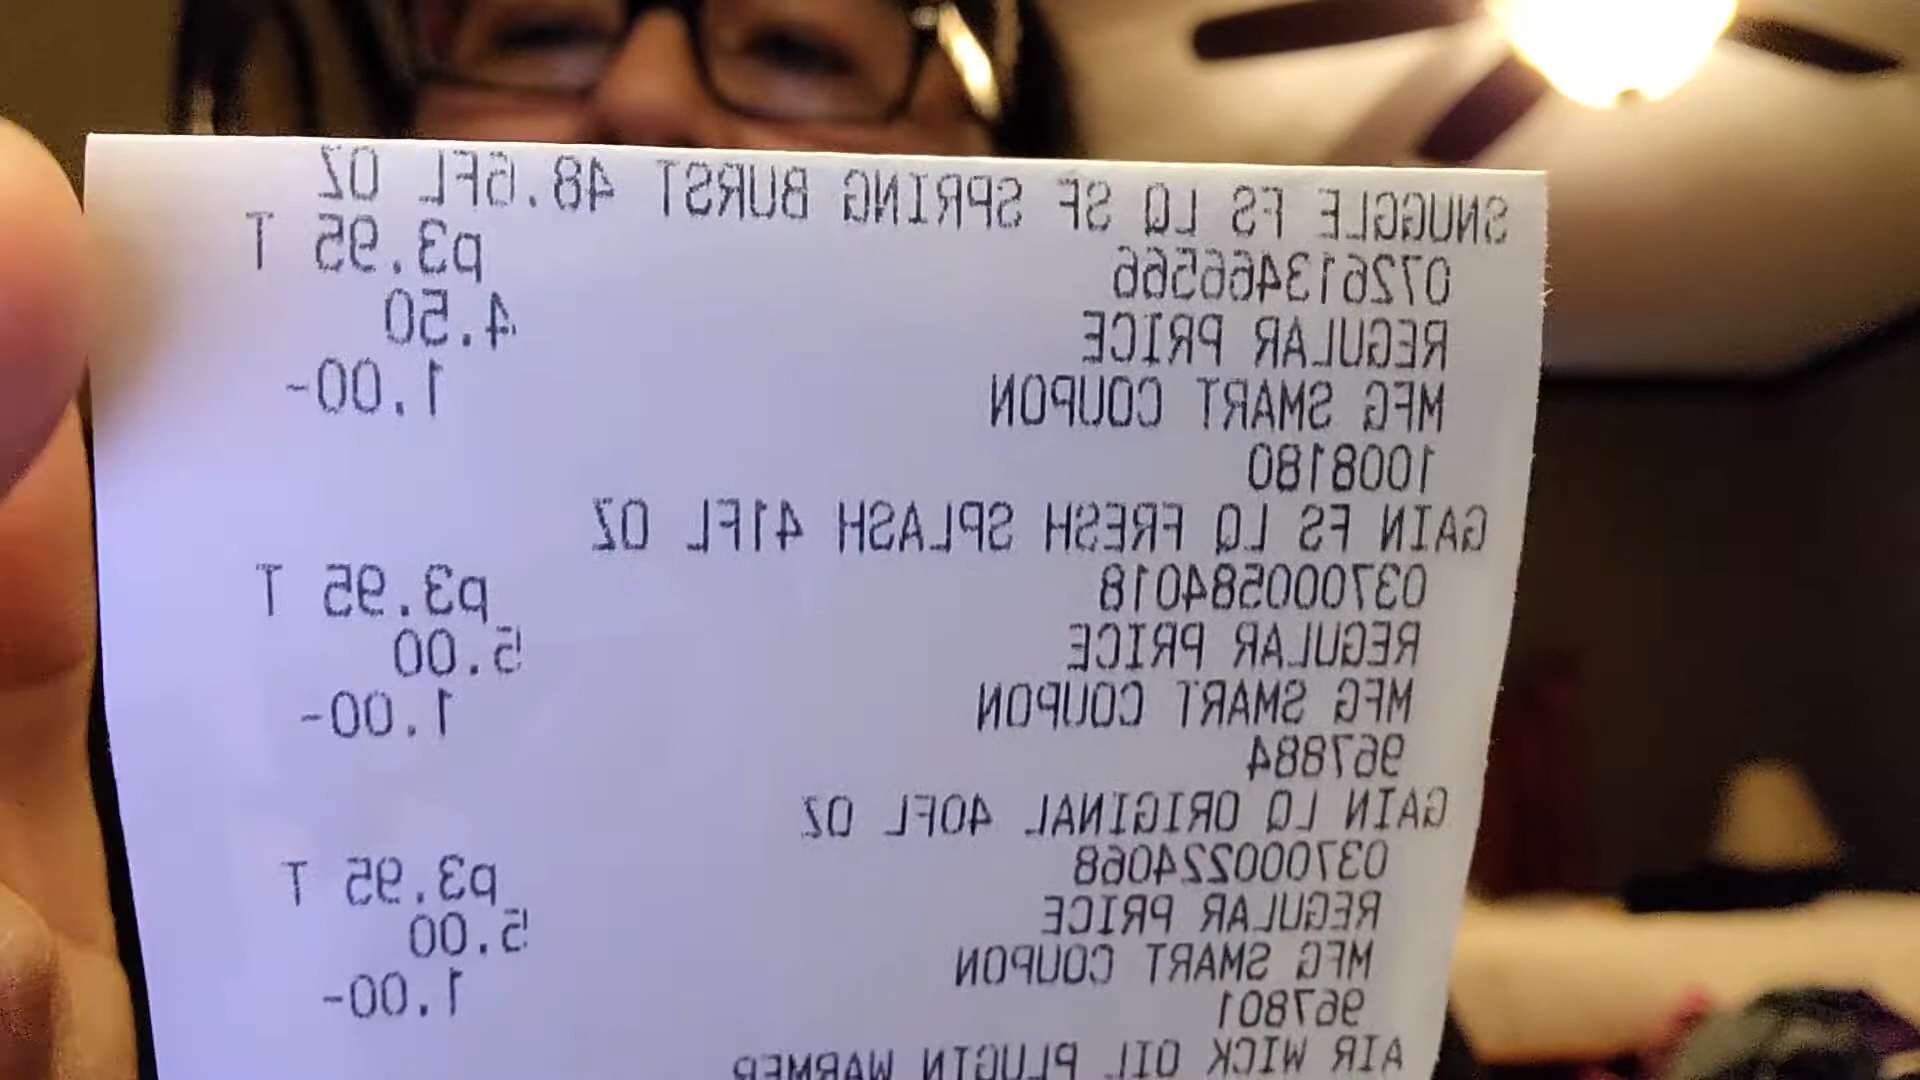 SNUGGLE FS LQ SF SPRING BURST 48.6FL OZ
072613466566 p3.95 T
REGULAR PRICE 4.50
MFG SMART COUPON 1.00-
1008180
GAIN FS LQ FRESH SPLASH 41FL OZ
037000584018 p3.95 T
REGULAR PRICE 5.00
MFG SMART COUPON 1.00-
967884
GAIN LQ ORIGINAL 40FL OZ
037000224068 p3.95 T
REGULAR PRICE 5.00
MFG SMART COUPON 1.00-
967801
AIR WICK OIL PLUGIN WARMER